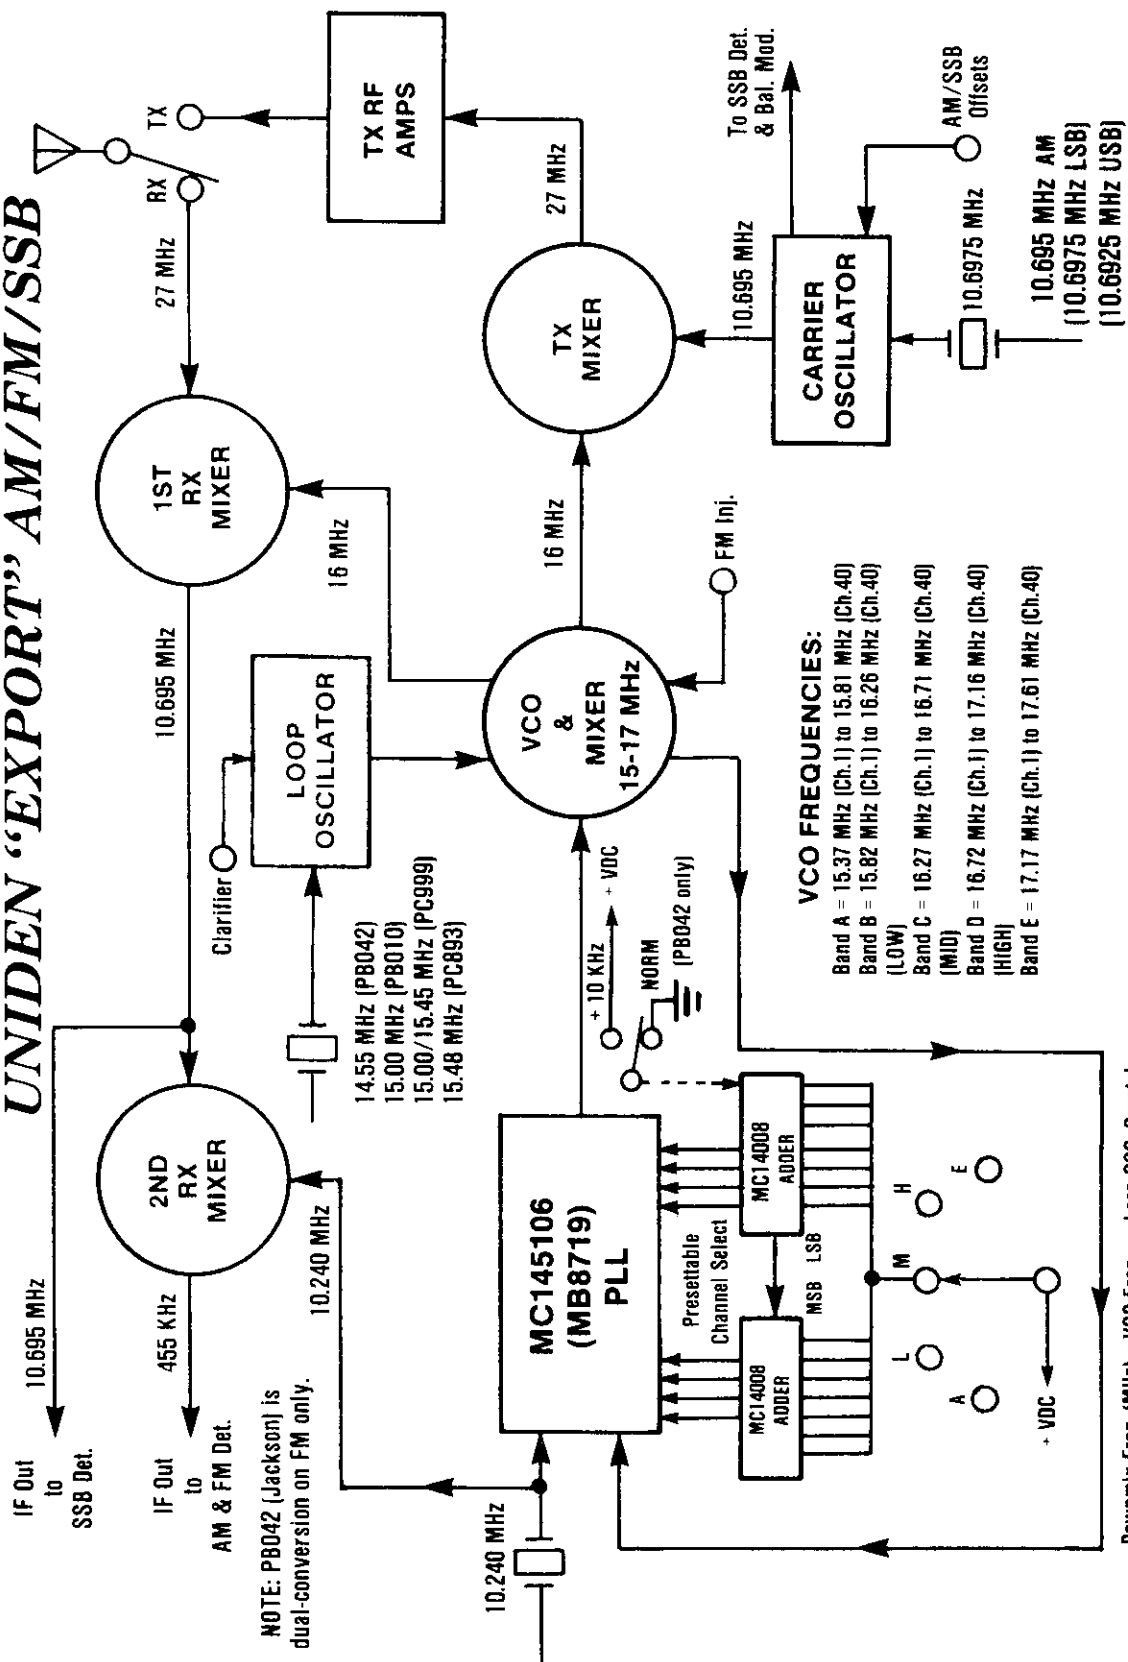 UNIDEN “EXPORT” AM/FM/SSB
IF Out
to
SSB Det.
10.695 MHz
IF Out
to
AM & FM Det.
455 KHz
2ND
RX
MIXER
10.695 MHz
1ST
RX
MIXER
27 MHz
RX
TX
NOTE: PB042 (Jackson) is
dual-conversion on FM only.
10.240 MHz
Clarifier
LOOP
OSCILLATOR
16 MHz
TX RF
AMPS
14.55 MHz (PB042)
15.00 MHz (PB010)
15.00/15.45 MHz (PC999)
15.48 MHz (PC893)
10.240 MHz
MC145106
(MB8719)
PLL
VCO
&
MIXER
15-17 MHz
16 MHz
TX
MIXER
27 MHz
+ 10 KHz
+ VDC
NORM
(PB042 only)
FM Inj.
10.695 MHz
To SSB Det.
& Bal. Mod.
Presettable
Channel Select
MC14008
ADDER
MC14008
ADDER
MSB
LSB
CARRIER
OSCILLATOR
AM/SSB
Offsets
10.6975 MHz
10.695 MHz AM
(10.6975 MHz LSB)
(10.6925 MHz USB)
A
L
M
H
E
+ VDC
VCO FREQUENCIES:
Band A = 15.37 MHz (Ch.1) to 15.81 MHz (Ch.40)
Band B = 15.82 MHz (Ch.1) to 16.26 MHz (Ch.40)
(LOW)
Band C = 16.27 MHz (Ch.1) to 16.71 MHz (Ch.40)
(MID)
Band D = 16.72 MHz (Ch.1) to 17.16 MHz (Ch.40)
(HIGH)
Band E = 17.17 MHz (Ch.1) to 17.61 MHz (Ch.40)